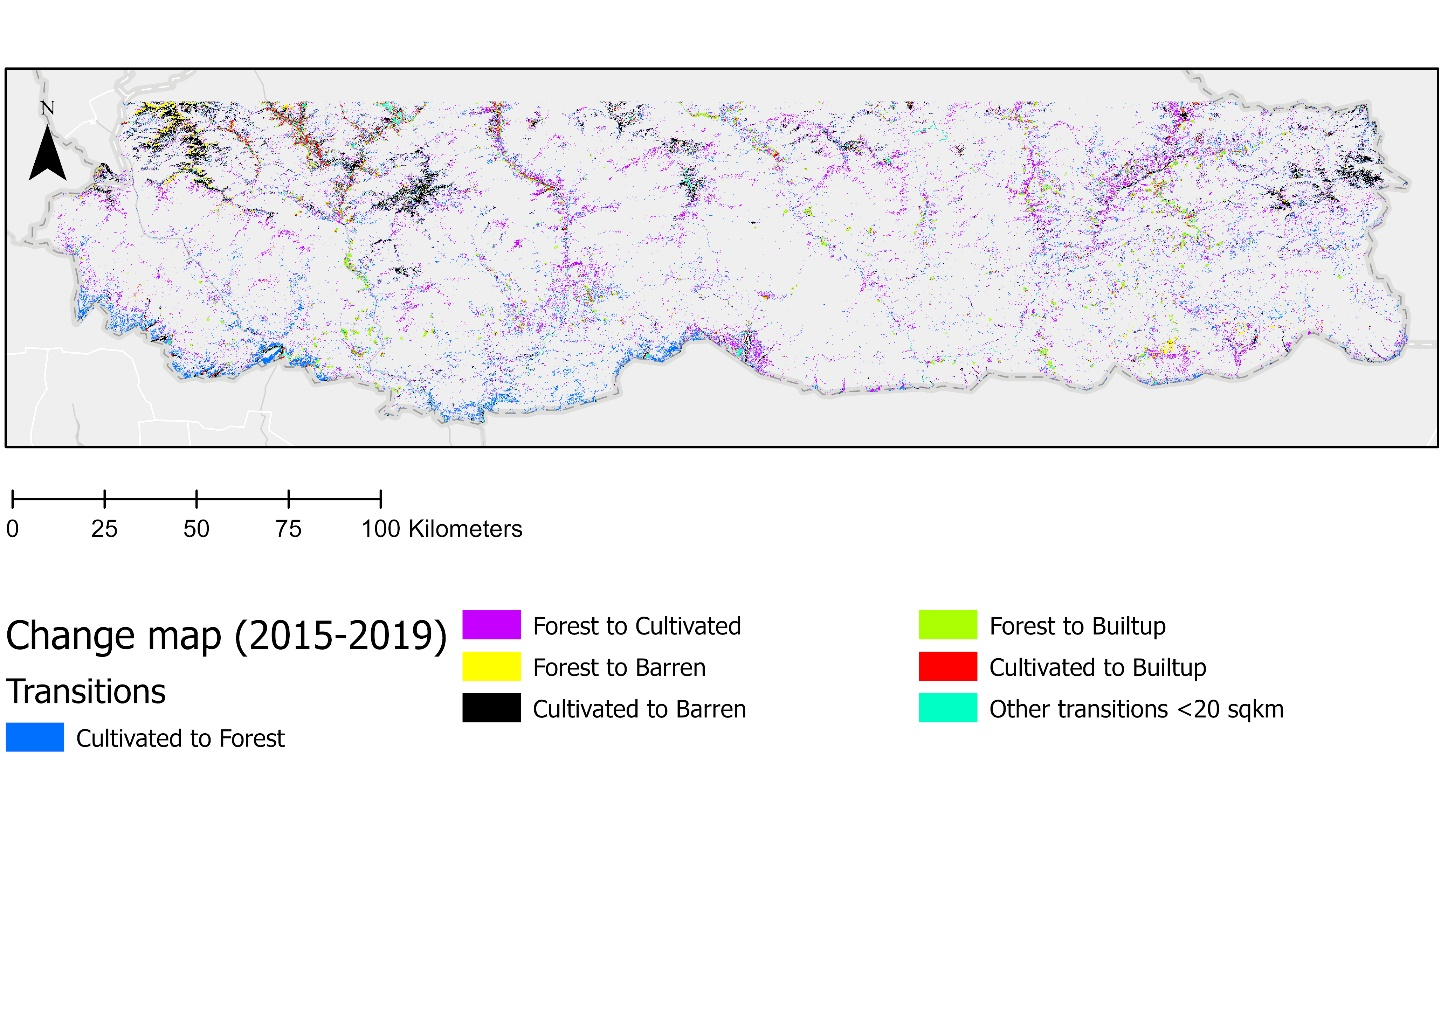 N
0 25 50 75 100 Kilometers
Change map (2015-2019)
Transitions
Cultivated to Forest
Forest to Cultivated
Forest to Barren
Cultivated to Barren
Forest to Builtup
Cultivated to Builtup
Other transitions <20 sqkm